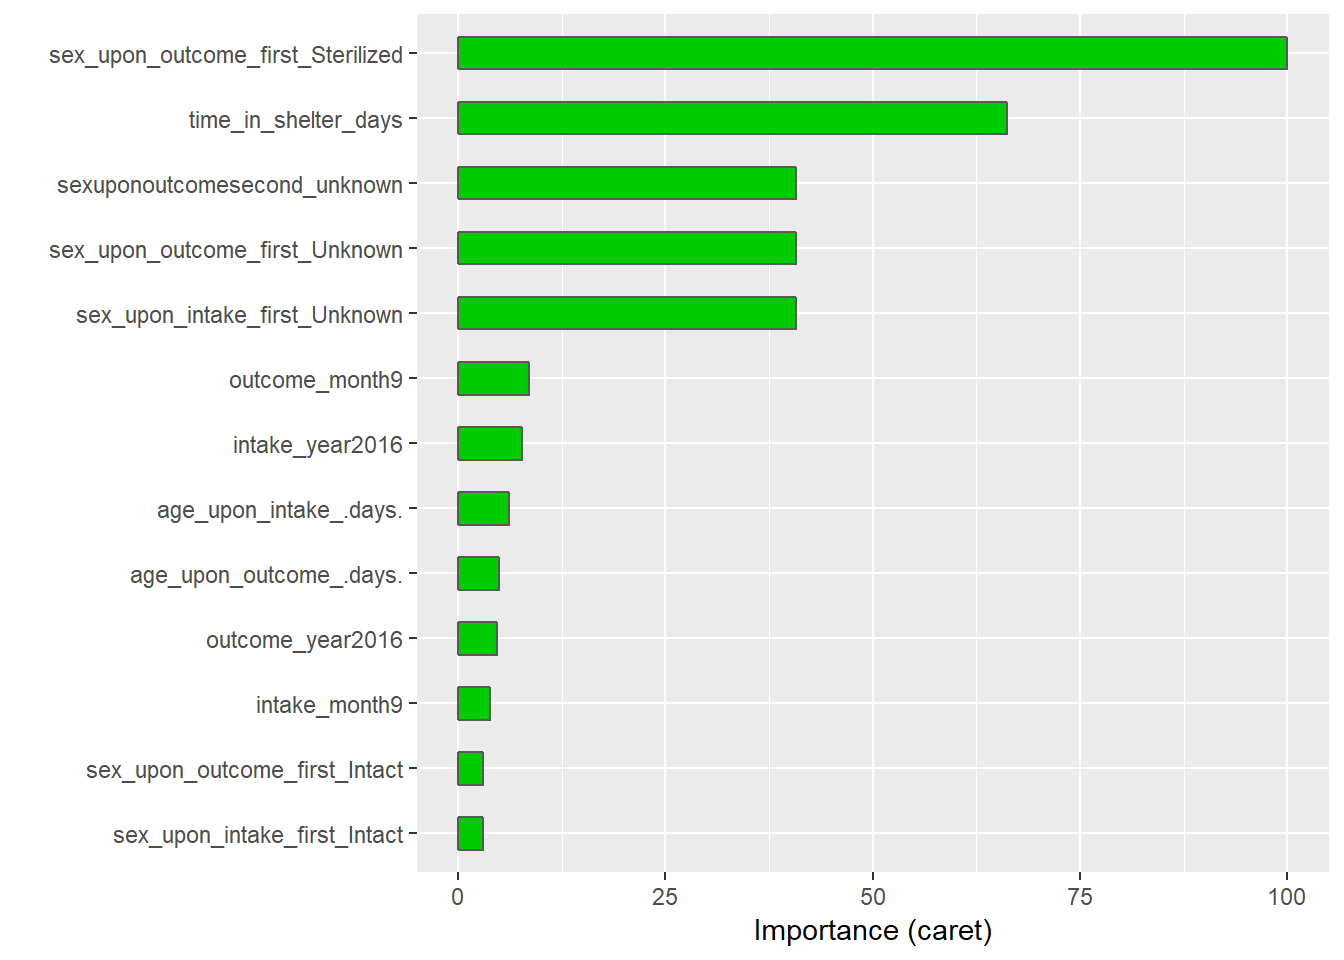 sex_upon_outcome_first_Sterilized
time_in_shelter_days
sexuponoutcomesecond_unknown
sex_upon_outcome_first_Unknown
sex_upon_intake_first_Unknown
outcome_month9
intake_year2016
age_upon_intake_.days.
age_upon_outcome_.days.
outcome_year2016
intake_month9
sex_upon_outcome_first_Intact
sex_upon_intake_first_Intact
0 25 50 75 100
Importance (caret)